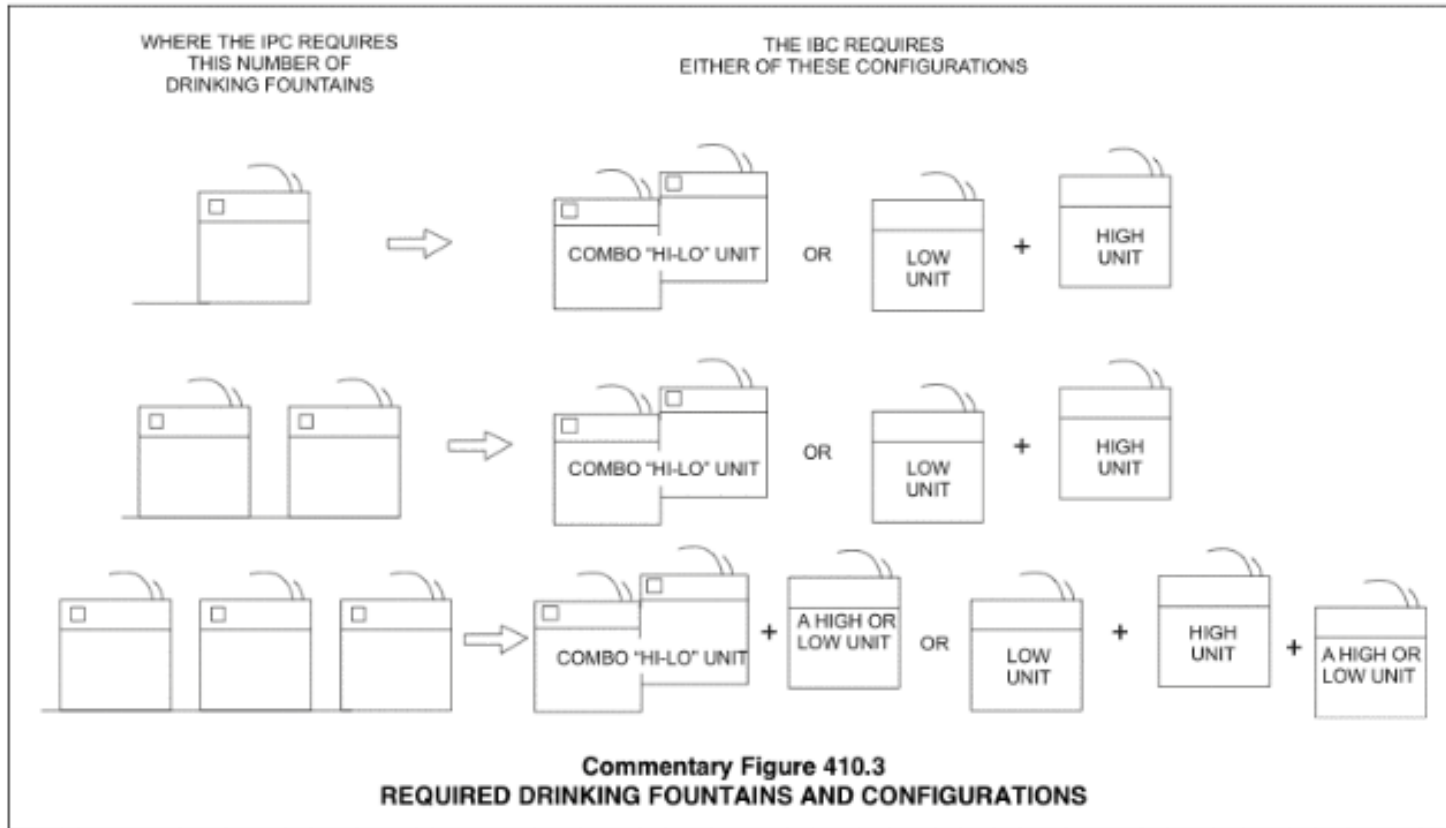 WHERE THE IPC REQUIRES
THIS NUMBER OF
DRINKING FOUNTAINS
THE IBC REQUIRES
EITHER OF THESE CONFIGURATIONS
COMBO "HI-LO" UNIT
OR
LOW
UNIT
+
HIGH
UNIT
COMBO "HI-LO" UNIT
OR
LOW
UNIT
+
HIGH
UNIT
COMBO "HI-LO" UNIT
+
A HIGH OR
LOW UNIT
OR
LOW
UNIT
+
HIGH
UNIT
+
A HIGH OR
LOW UNIT
Commentary Figure 410.3
REQUIRED DRINKING FOUNTAINS AND CONFIGURATIONS